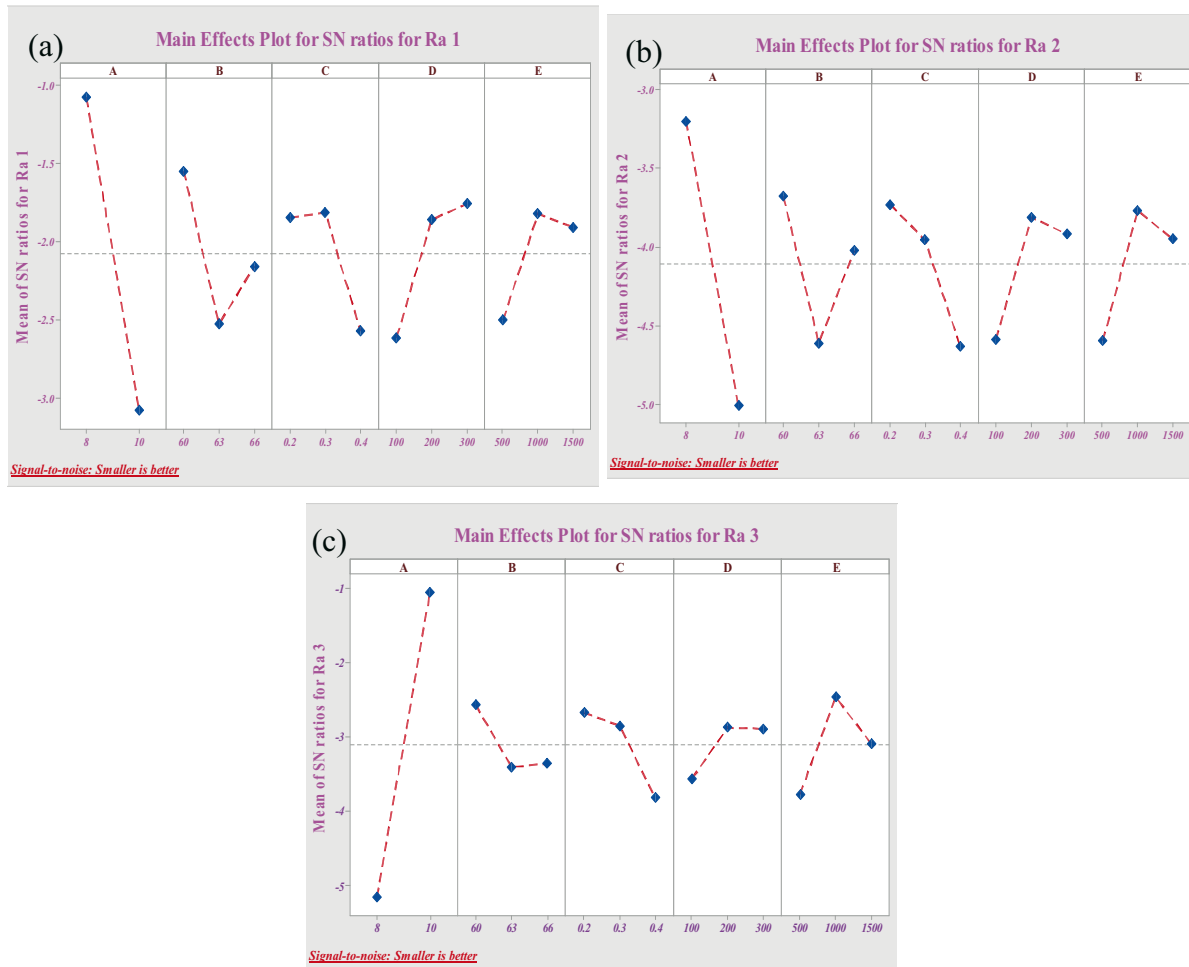 (a)
Main Effects Plot for SN ratios for Ra 1
A B C D E
Mean of SN ratios for Ra 1
-1.0
-1.5
-2.0
-2.5
-3.0
8 10 60 63 66 0.2 0.3 0.4 100 200 300 500 1000 1500
Signal-to-noise: Smaller is better
(b)
Main Effects Plot for SN ratios for Ra 2
A B C D E
Mean of SN ratios for Ra 2
-3.0
-3.5
-4.0
-4.5
-5.0
8 10 60 63 66 0.2 0.3 0.4 100 200 300 500 1000 1500
Signal-to-noise: Smaller is better
(c)
Main Effects Plot for SN ratios for Ra 3
A B C D E
Mean of SN ratios for Ra 3
-1
-2
-3
-4
-5
8 10 60 63 66 0.2 0.3 0.4 100 200 300 500 1000 1500
Signal-to-noise: Smaller is better